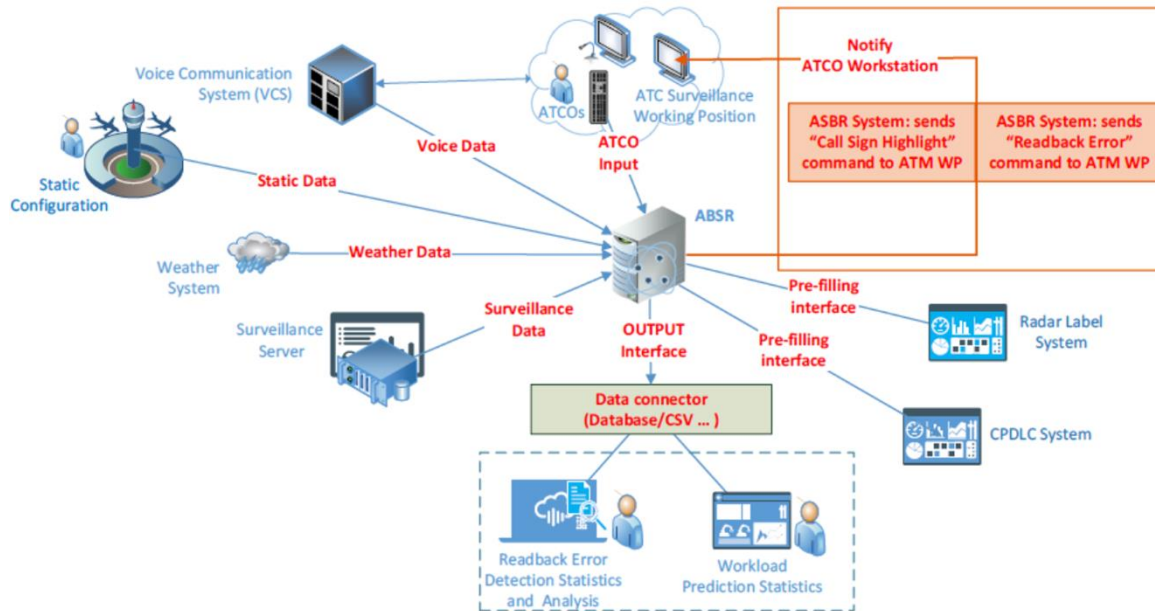 Voice Communication
System (VCS)
ATCOs
ATC Surveillance
Working Position
Notify
ATCO Workstation
ASBR System: sends
“Call Sign Highlight”
command to ATM WP
ASBR System: sends
“Readback Error”
command to ATM WP
Voice Data
ATCO
Input
Static
Configuration
Static Data
ABSR
Weather
System
Weather Data
Surveillance
Server
Surveillance
Data
OUTPUT
Interface
Pre-filling
interface
Radar Label
System
Pre-filling
interface
CPDLC System
Data connector
(Database/CSV ... )
Readback Error
Detection Statistics
and Analysis
Workload
Prediction Statistics